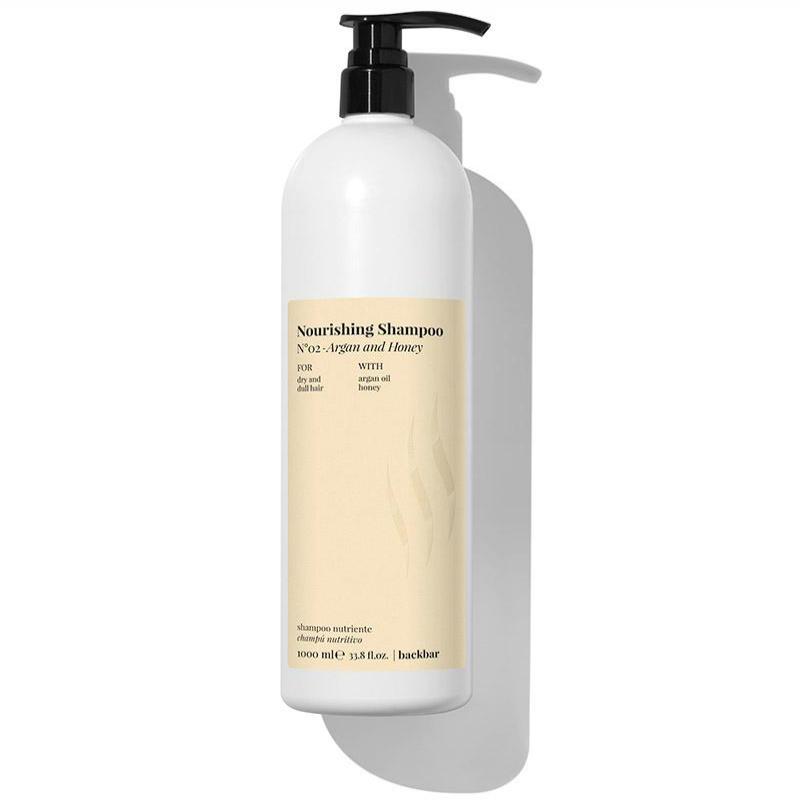 Nourishing Shampoo
N°02 - Argan and Honey
FOR WITH
dry and argan oil
dull hair honey
shampoo nutriente
champú nutritivo
1000 ml ℮ 33.8 fl.oz. | backbar